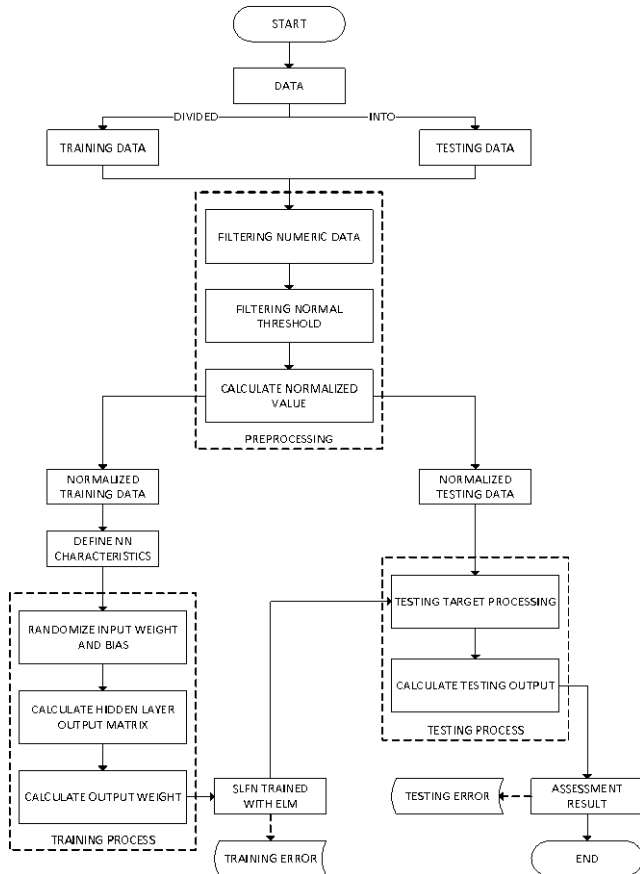 START
DATA
DIVIDED
INTO
TRAINING DATA
TESTING DATA
FILTERING NUMERIC DATA
FILTERING NORMAL
THRESHOLD
CALCULATE NORMALIZED
VALUE
PREPROCESSING
NORMALIZED
TRAINING DATA
NORMALIZED
TESTING DATA
DEFINE NN
CHARACTERISTICS
RANDOMIZE INPUT WEIGHT
AND BIAS
CALCULATE HIDDEN LAYER
OUTPUT MATRIX
CALCULATE OUTPUT WEIGHT
TRAINING PROCESS
TESTING TARGET PROCESSING
CALCULATE TESTING OUTPUT
TESTING PROCESS
SLFN TRAINED
WITH ELM
TRAINING ERROR
TESTING ERROR
ASSESSMENT
RESULT
END